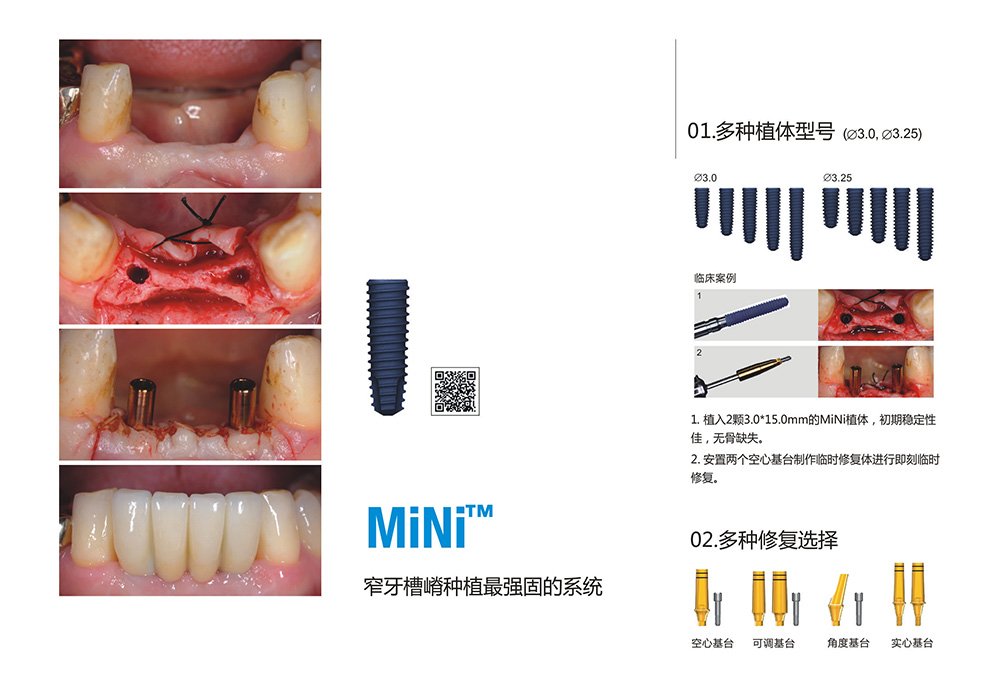 MiNi™
窄牙槽嵴种植最强固的系统
01.多种植体型号 (∅3.0, ∅3.25)
∅3.0
∅3.25
临床案例
1
2
1. 植入2颗3.0*15.0mm的MiNi植体，初期稳定性
佳，无骨缺失。
2. 安置两个空心基台制作临时修复体进行即刻临时
修复。
02.多种修复选择
空心基台
可调基台
角度基台
实心基台